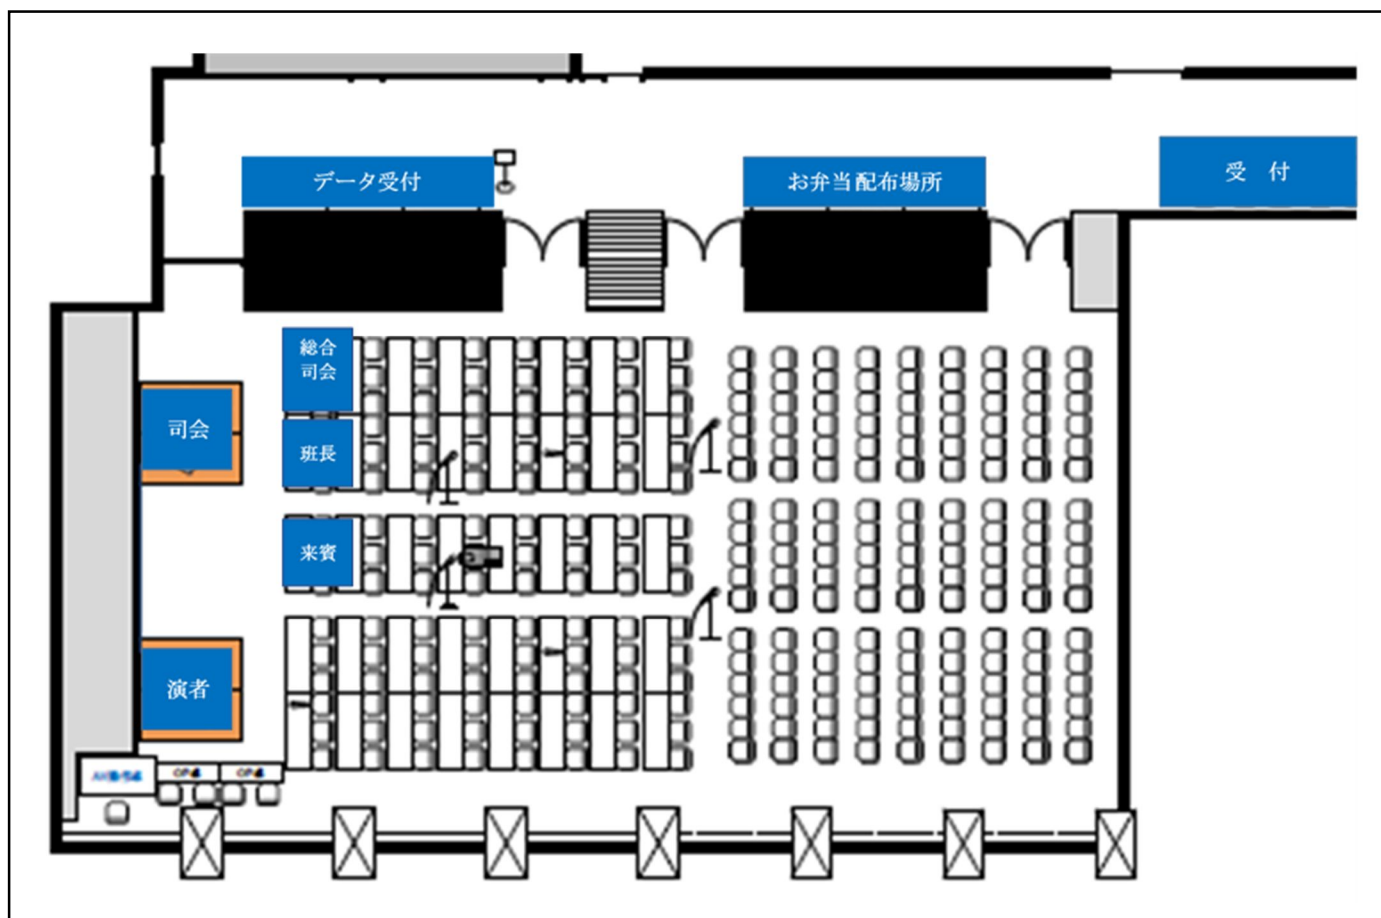 データ受付
お弁当配布場所
受　付
総合
司会
司会
班長
来賓
演者